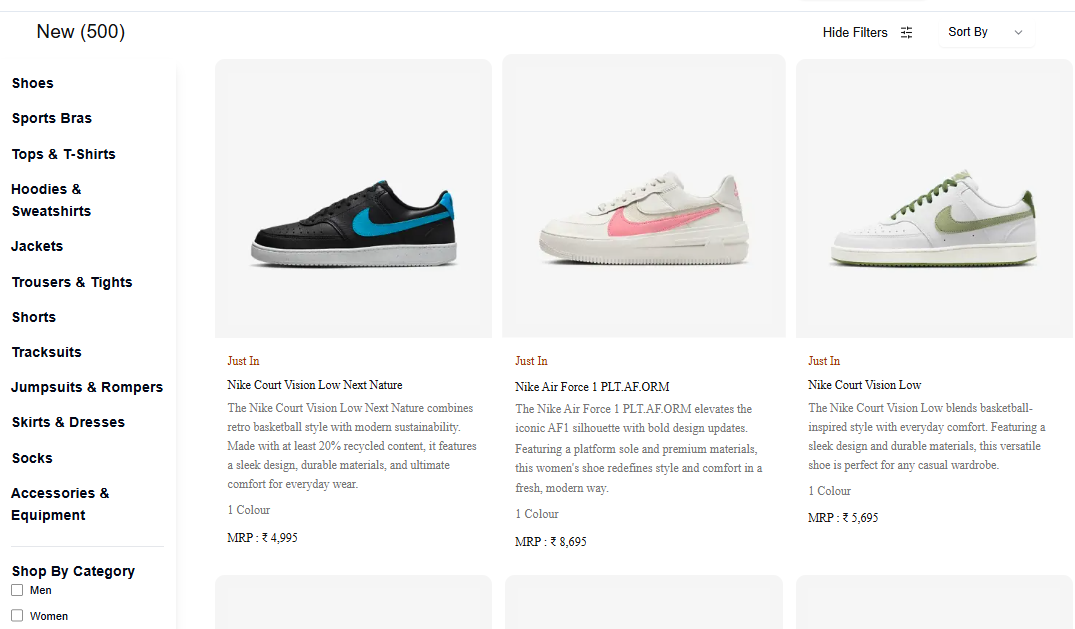 New (500)
Hide Filters
Sort By
Shoes
Sports Bras
Tops & T-Shirts
Hoodies &
Sweatshirts
Jackets
Trousers & Tights
Shorts
Tracksuits
Jumpsuits & Rompers
Skirts & Dresses
Socks
Accessories &
Equipment
Shop By Category
Men
Women
Just In
Nike Court Vision Low Next Nature
The Nike Court Vision Low Next Nature combines
retro basketball style with modern sustainability.
Made with at least 20% recycled content, it features
a sleek design, durable materials, and ultimate
comfort for everyday wear.
1 Colour
MRP : ₹ 4,995
Just In
Nike Air Force 1 PLT.AF.ORM
The Nike Air Force 1 PLT.AF.ORM elevates the
iconic AF1 silhouette with bold design updates.
Featuring a platform sole and premium materials,
this women's shoe redefines style and comfort in a
fresh, modern way.
1 Colour
MRP : ₹ 8,695
Just In
Nike Court Vision Low
The Nike Court Vision Low blends basketball-
inspired style with everyday comfort. Featuring a
sleek design and durable materials, this versatile
shoe is perfect for any casual wardrobe.
1 Colour
MRP : ₹ 5,695